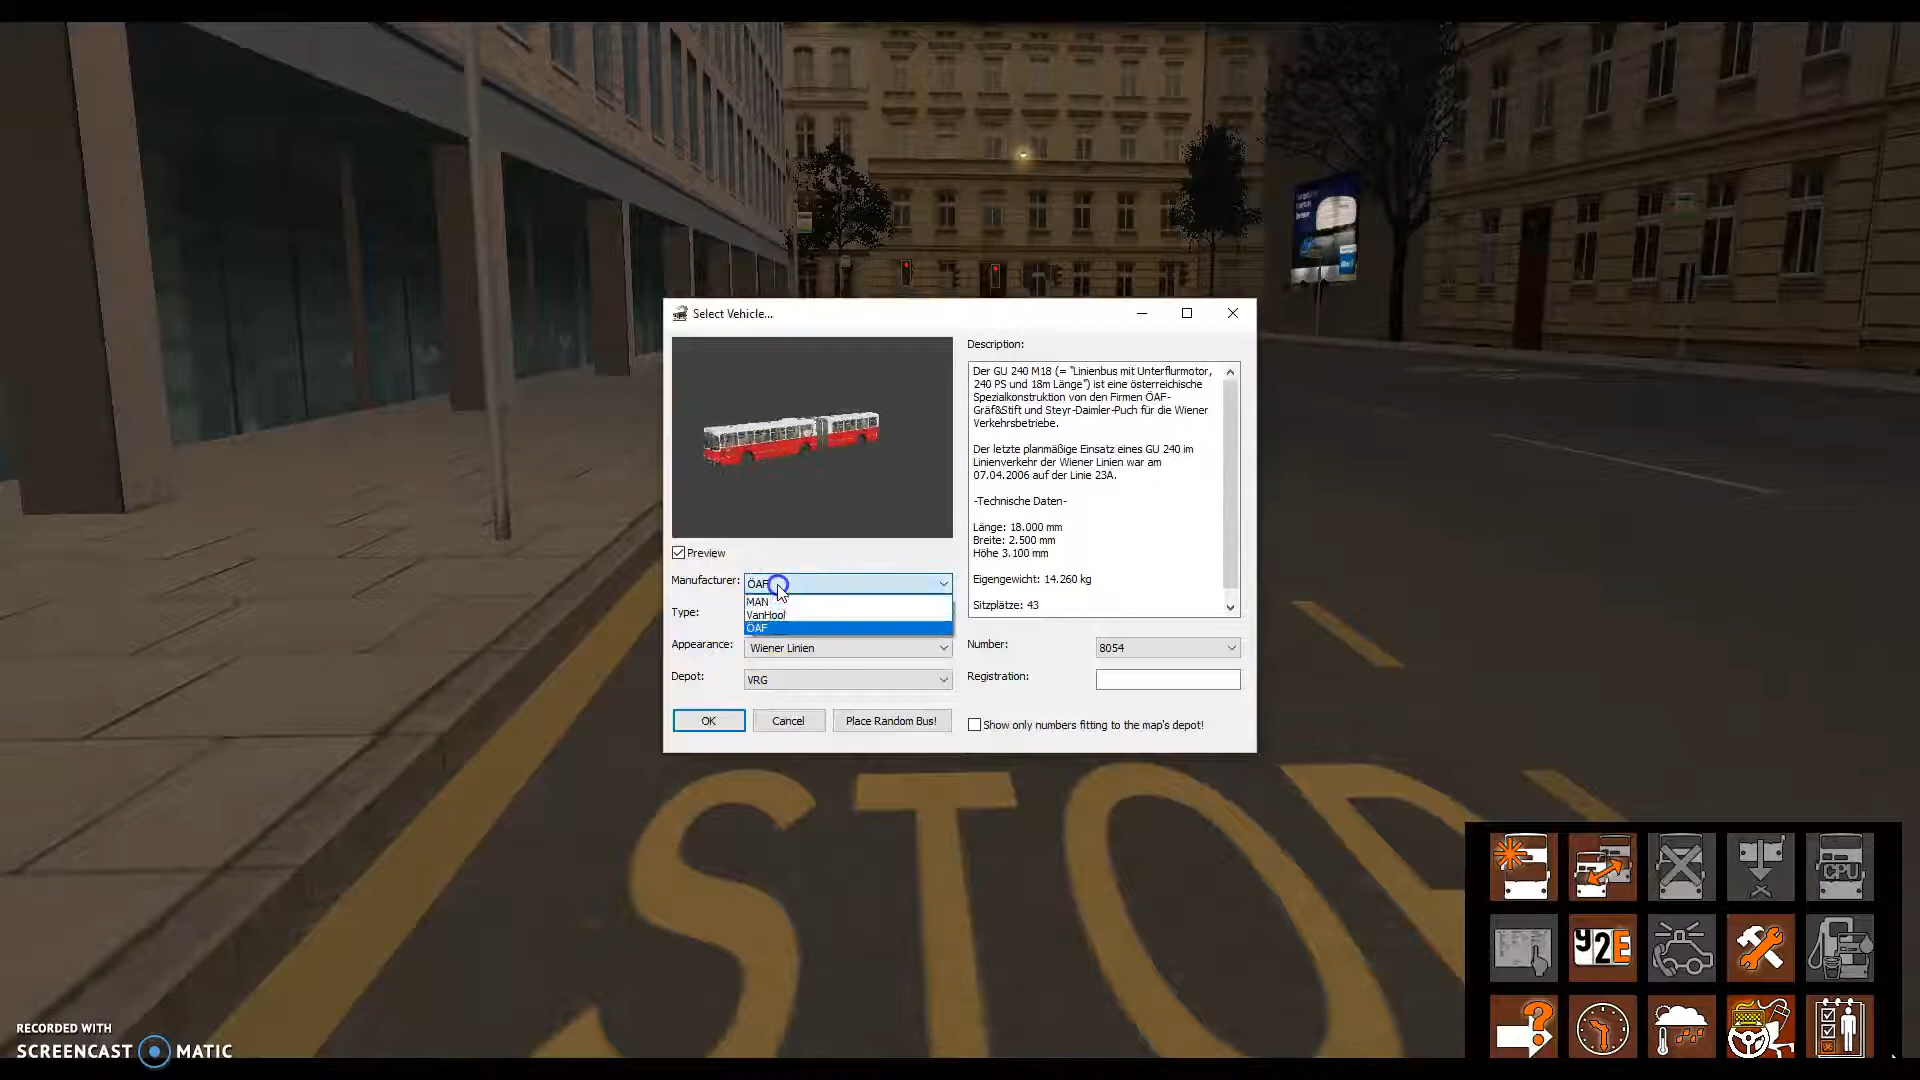 Select Vehicle...
Description:
Der GU 240 M18 (= "Linienbus mit Unterflurmotor,
240 PS und 18m Länge") ist eine österreichische
Spezialkonstruktion von den Firmen ÖAF-
Gräf&Stift und Steyr-Daimler-Puch für die Wiener
Verkehrsbetriebe.
Der letzte planmäßige Einsatz eines GU 240 im
Linienverkehr der Wiener Linien war am
07.04.2006 auf der Linie 23A.
-Technische Daten-
Länge: 18.000 mm
Breite: 2.500 mm
Höhe 3.100 mm
Eigengewicht: 14.260 kg
Sitzplätze: 43
Preview
Manufacturer: ÖAF
MAN
VanHool
ÖAF
Type:
Appearance: Wiener Linien
Number: 8054
Depot: VRG
Registration:
OK Cancel Place Random Bus!
Show only numbers fitting to the map's depot!
STOP
CPU
92E
RECORDED WITH
SCREENCAST MATIC